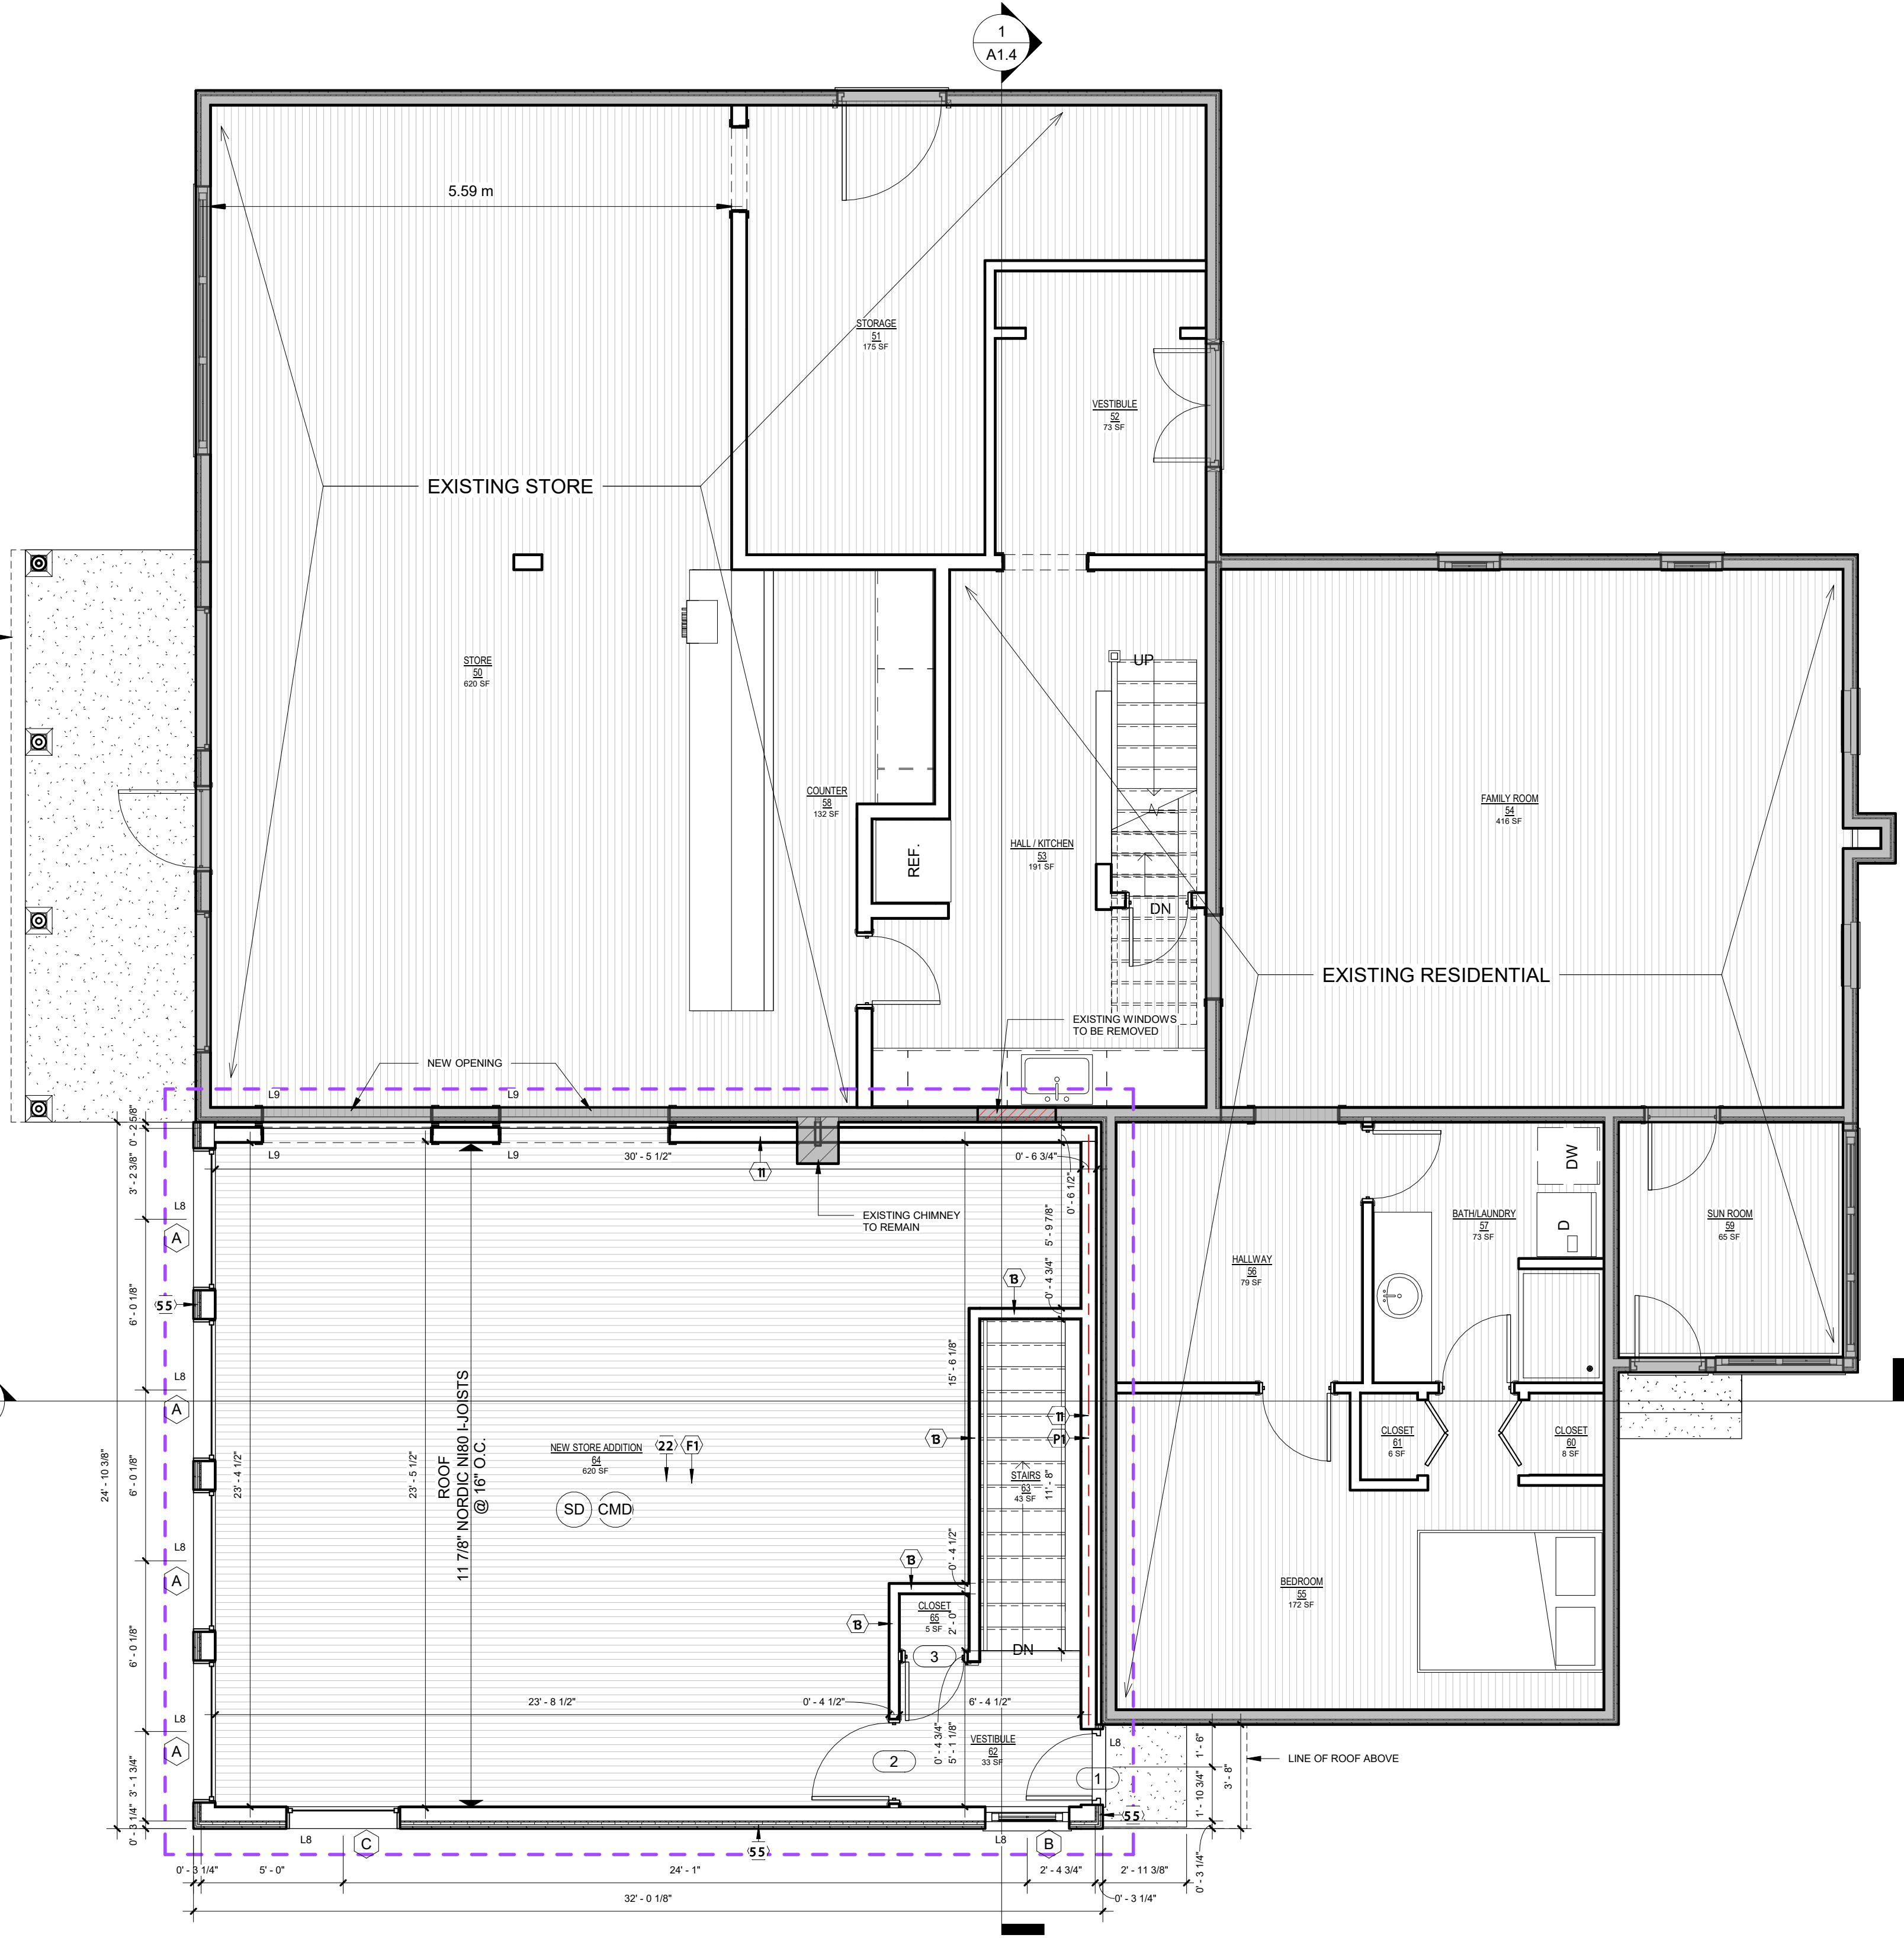 1
A1.4
5.59 m
STORAGE
51
175 SF
VESTIBULE
52
73 SF
EXISTING STORE
STORE
50
620 SF
UP
COUNTER
58
132 SF
REF.
HALL / KITCHEN
53
191 SF
FAMILY ROOM
54
416 SF
DN
EXISTING RESIDENTIAL
EXISTING WINDOWS
TO BE REMOVED
NEW OPENING
L9
L9
L9
L9
30' - 5 1/2"
11
0' - 6 3/4"
0' - 6 1/2"
EXISTING CHIMNEY
TO REMAIN
5' - 9 7/8"
0' - 4 3/4"
0' - 2 5/8"
3' - 2 3/8"
L8
A
55
6' - 0 1/8"
L8
A
6' - 0 1/8"
L8
A
6' - 0 1/8"
L8
A
3' - 1 3/4"
0' - 3 1/4"
24' - 10 3/8"
23' - 4 1/2"
23' - 5 1/2"
ROOF
11 7/8" NORDIC NI80 I-JOISTS
@ 16" O.C.
NEW STORE ADDITION
64
620 SF
22
F1
SD
CMD
13
15' - 6 1/8"
13
11
P1
STAIRS
63
43 SF
11' - 8"
0' - 4 1/2"
13
13
CLOSET
65
5 SF
2' - 0"
3
DN
23' - 8 1/2"
0' - 4 1/2"
6' - 4 1/2"
0' - 4 3/4"
5' - 1 1/8"
VESTIBULE
62
33 SF
2
1
L8
HALLWAY
56
79 SF
BATH/LAUNDRY
57
73 SF
DW
D
SUN ROOM
59
65 SF
CLOSET
61
6 SF
CLOSET
60
8 SF
BEDROOM
55
172 SF
LINE OF ROOF ABOVE
1' - 6"
1' - 10 3/4"
3' - 8"
0' - 3 1/4"
55
L8
C
55
L8
B
0' - 3 1/4"
5' - 0"
24' - 1"
2' - 4 3/4"
2' - 11 3/8"
32' - 0 1/8"
0' - 3 1/4"